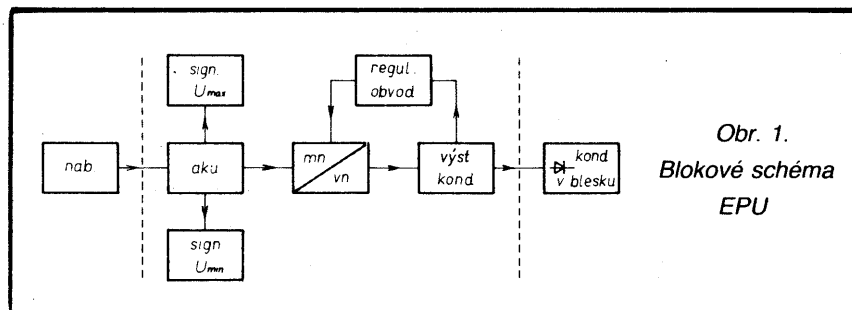 sign.
Umax
regul.
obvod
nab.
aku
mn
vn
výst
kond.
kond.
v blesku
sign
Umin
Obr. 1.
Blokové schéma
EPU